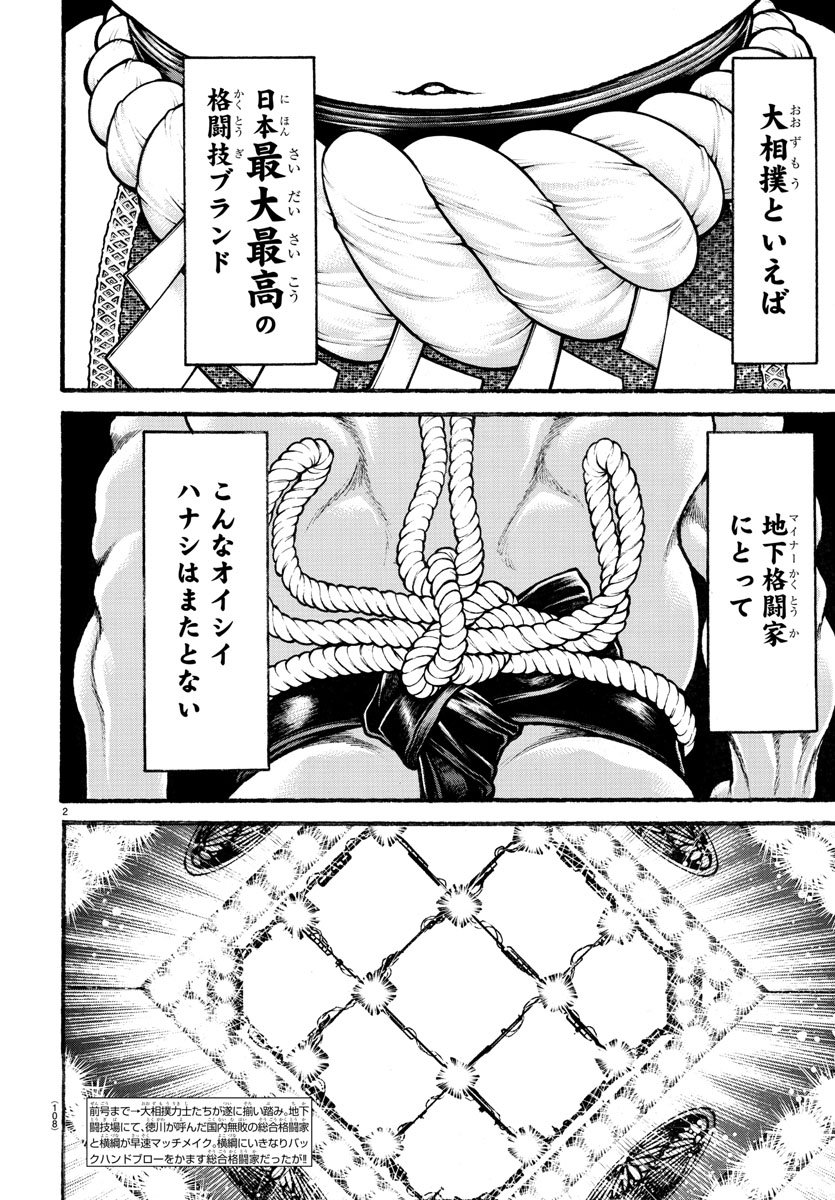 大相撲といえば
日本最大最高の
格闘技ブランド
地下格闘家
にとって
こんなオイシイ
ハナシはまたとない
2
前号まで→大相撲力士たちが遂に揃い踏み。地下
闘技場にて、徳川が呼んだ国内無敗の総合格闘家
と横綱が早速マッチメイク。横綱にいきなりバッ
クハンドブローをかます総合格闘家だったが!!
(108)